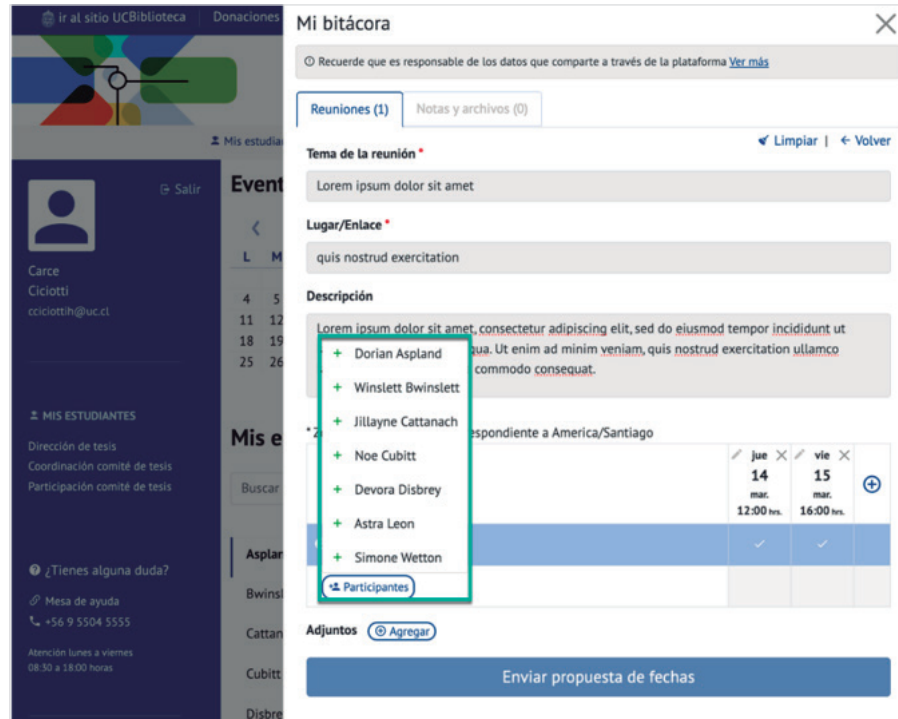 ir al sitio UCBiblioteca
Donaciones
Mis estudia
Salir
Carce
Ciciotti
cciciottih@uc.cl
MIS ESTUDIANTES
Dirección de tesis
Coordinación comité de tesis
Participación comité de tesis
¿Tienes alguna duda?
Mesa de ayuda
+56 9 5504 5555
Atención lunes a viernes
08:30 a 18:00 horas
Event
L M
4 5
11 12
18 19
25 26
Mis e
Buscar
Asplan
Bwinsl
Cattan
Cubitt
Disbre
Mi bitácora
Recuerde que es responsable de los datos que comparte a través de la plataforma Ver más
Reuniones (1)
Notas y archivos (0)
Limpiar | ← Volver
Tema de la reunión *
Lorem ipsum dolor sit amet
Lugar/Enlace *
quis nostrud exercitation
Descripción
Lorem ipsum dolor sit amet, consectetur adipiscing elit, sed do eiusmod tempor incididunt ut
qua. Ut enim ad minim veniam, quis nostrud exercitation ullamco
commodo consequat.
+ Dorian Aspland
+ Winslett Bwinslett
+ Jillayne Cattanach
+ Noe Cubitt
+ Devora Disbrey
+ Astra Leon
+ Simone Wetton
Participantes
spondiente a America/Santiago
jue
14
mar.
12:00 hrs.
vie
15
mar.
16:00 hrs.
Adjuntos
Agregar
Enviar propuesta de fechas